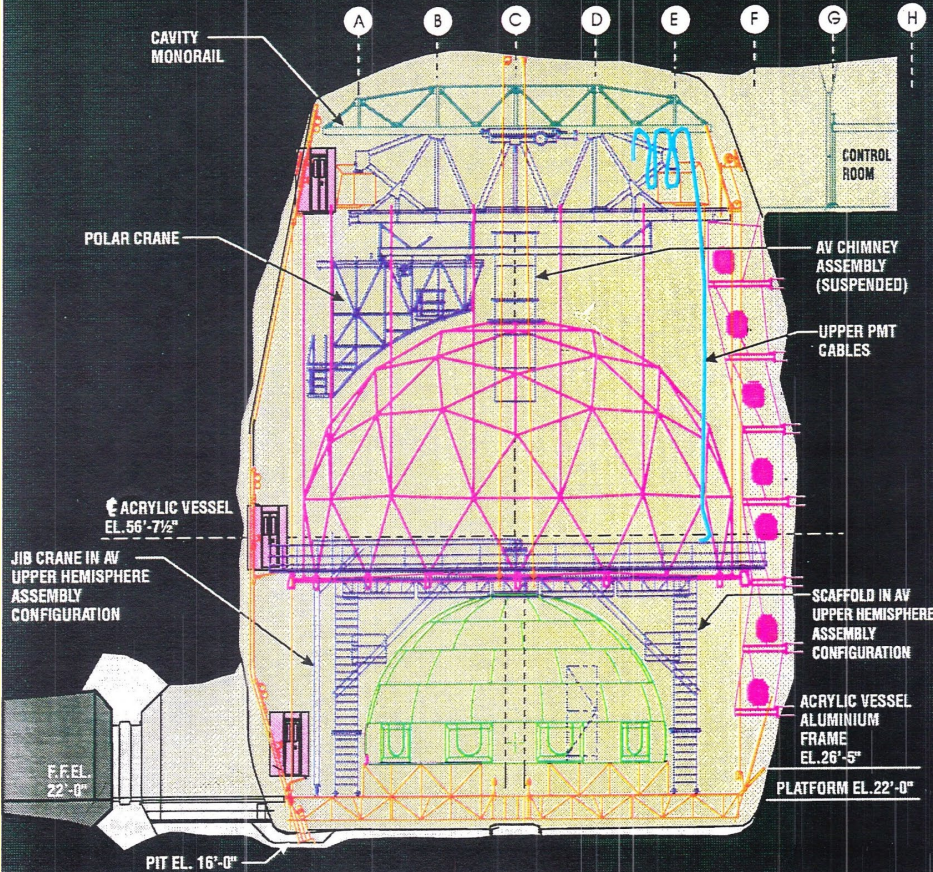 A B C D E F G H
CAVITY
MONORAIL
CONTROL
ROOM
POLAR CRANE
AV CHIMNEY
ASSEMBLY
(SUSPENDED)
UPPER PMT
CABLES
℄ ACRYLIC VESSEL
EL.56'-7½"
JIB CRANE IN AV
UPPER HEMISPHERE
ASSEMBLY
CONFIGURATION
SCAFFOLD IN AV
UPPER HEMISPHERE
ASSEMBLY
CONFIGURATION
ACRYLIC VESSEL
ALUMINIUM
FRAME
EL.26'-5"
F.F.EL.
22'-0"
PLATFORM EL.22'-0"
PIT EL. 16'-0"